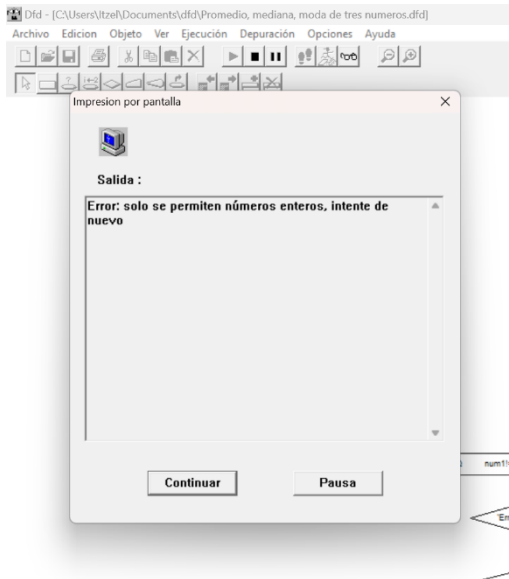 Dfd - [C:\Users\Itzel\Documents\dfd\Promedio, mediana, moda de tres numeros.dfd]
Archivo Edicion Objeto Ver Ejecución Depuración Opciones Ayuda
Impresion por pantalla
Salida :
Error: solo se permiten números enteros, intente de
nuevo
Continuar Pausa